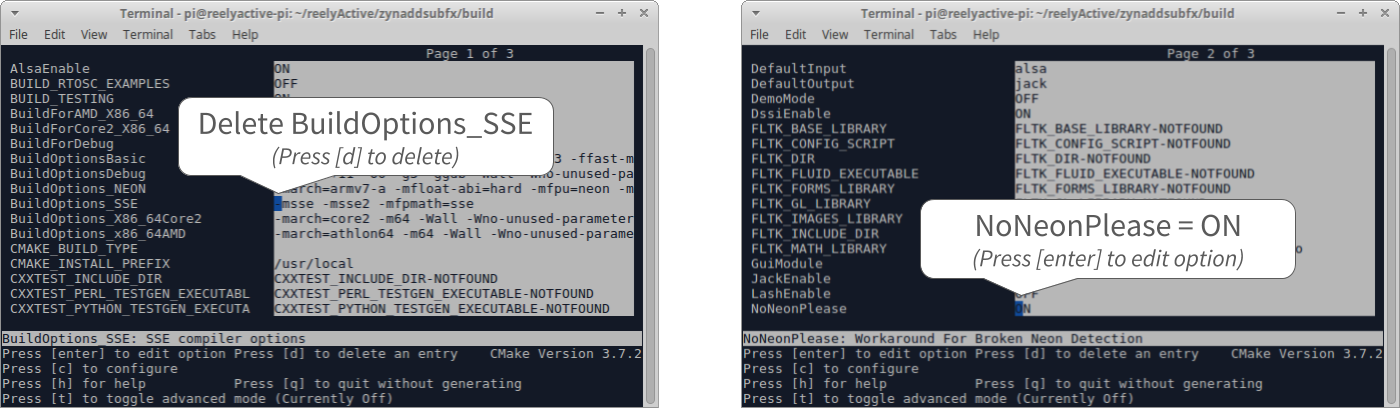 Terminal - pi@reelyactive-pi: ~/reelyActive/zynaddsubfx/build
File Edit View Terminal Tabs Help
Page 1 of 3
AlsaEnable ON
BUILD_RTOSC_EXAMPLES OFF
BUILD_TESTING
BuildForAMD_X86_64
BuildForCore2_X86_64
BuildForDebug
BuildOptionsBasic 3 -ffast-m
BuildOptionsDebug
BuildOptions_NEON -march=armv7-a -mfloat-abi=hard -mfpu=neon -m
BuildOptions_SSE -msse -msse2 -mfpmath=sse
BuildOptions_X86_64Core2 -march=core2 -m64 -Wall -Wno-unused-parameter
BuildOptions_x86_64AMD -march=athlon64 -m64 -Wall -Wno-unused-parame
CMAKE_BUILD_TYPE
CMAKE_INSTALL_PREFIX /usr/local
CXXTEST_INCLUDE_DIR CXXTEST_INCLUDE_DIR-NOTFOUND
CXXTEST_PERL_TESTGEN_EXECUTABL CXXTEST_PERL_TESTGEN_EXECUTABLE-NOTFOUND
CXXTEST_PYTHON_TESTGEN_EXECUTA CXXTEST_PYTHON_TESTGEN_EXECUTABLE-NOTFOUND
Delete BuildOptions_SSE
(Press [d] to delete)
BuildOptions_SSE: SSE compiler options
Press [enter] to edit option Press [d] to delete an entry CMake Version 3.7.2
Press [c] to configure
Press [h] for help Press [q] to quit without generating
Press [t] to toggle advanced mode (Currently Off)
Terminal - pi@reelyactive-pi: ~/reelyActive/zynaddsubfx/build
File Edit View Terminal Tabs Help
Page 2 of 3
DefaultInput alsa
DefaultOutput jack
DemoMode OFF
DssiEnable ON
FLTK_BASE_LIBRARY FLTK_BASE_LIBRARY-NOTFOUND
FLTK_CONFIG_SCRIPT FLTK_CONFIG_SCRIPT-NOTFOUND
FLTK_DIR FLTK_DIR-NOTFOUND
FLTK_FLUID_EXECUTABLE FLTK_FLUID_EXECUTABLE-NOTFOUND
FLTK_FORMS_LIBRARY FLTK_FORMS_LIBRARY-NOTFOUND
FLTK_GL_LIBRARY
FLTK_IMAGES_LIBRARY
FLTK_INCLUDE_DIR
FLTK_MATH_LIBRARY o
GuiModule
JackEnable
LashEnable OFF
NoNeonPlease ON
NoNeonPlease = ON
(Press [enter] to edit option)
NoNeonPlease: Workaround For Broken Neon Detection
Press [enter] to edit option Press [d] to delete an entry CMake Version 3.7.2
Press [c] to configure
Press [h] for help Press [q] to quit without generating
Press [t] to toggle advanced mode (Currently Off)